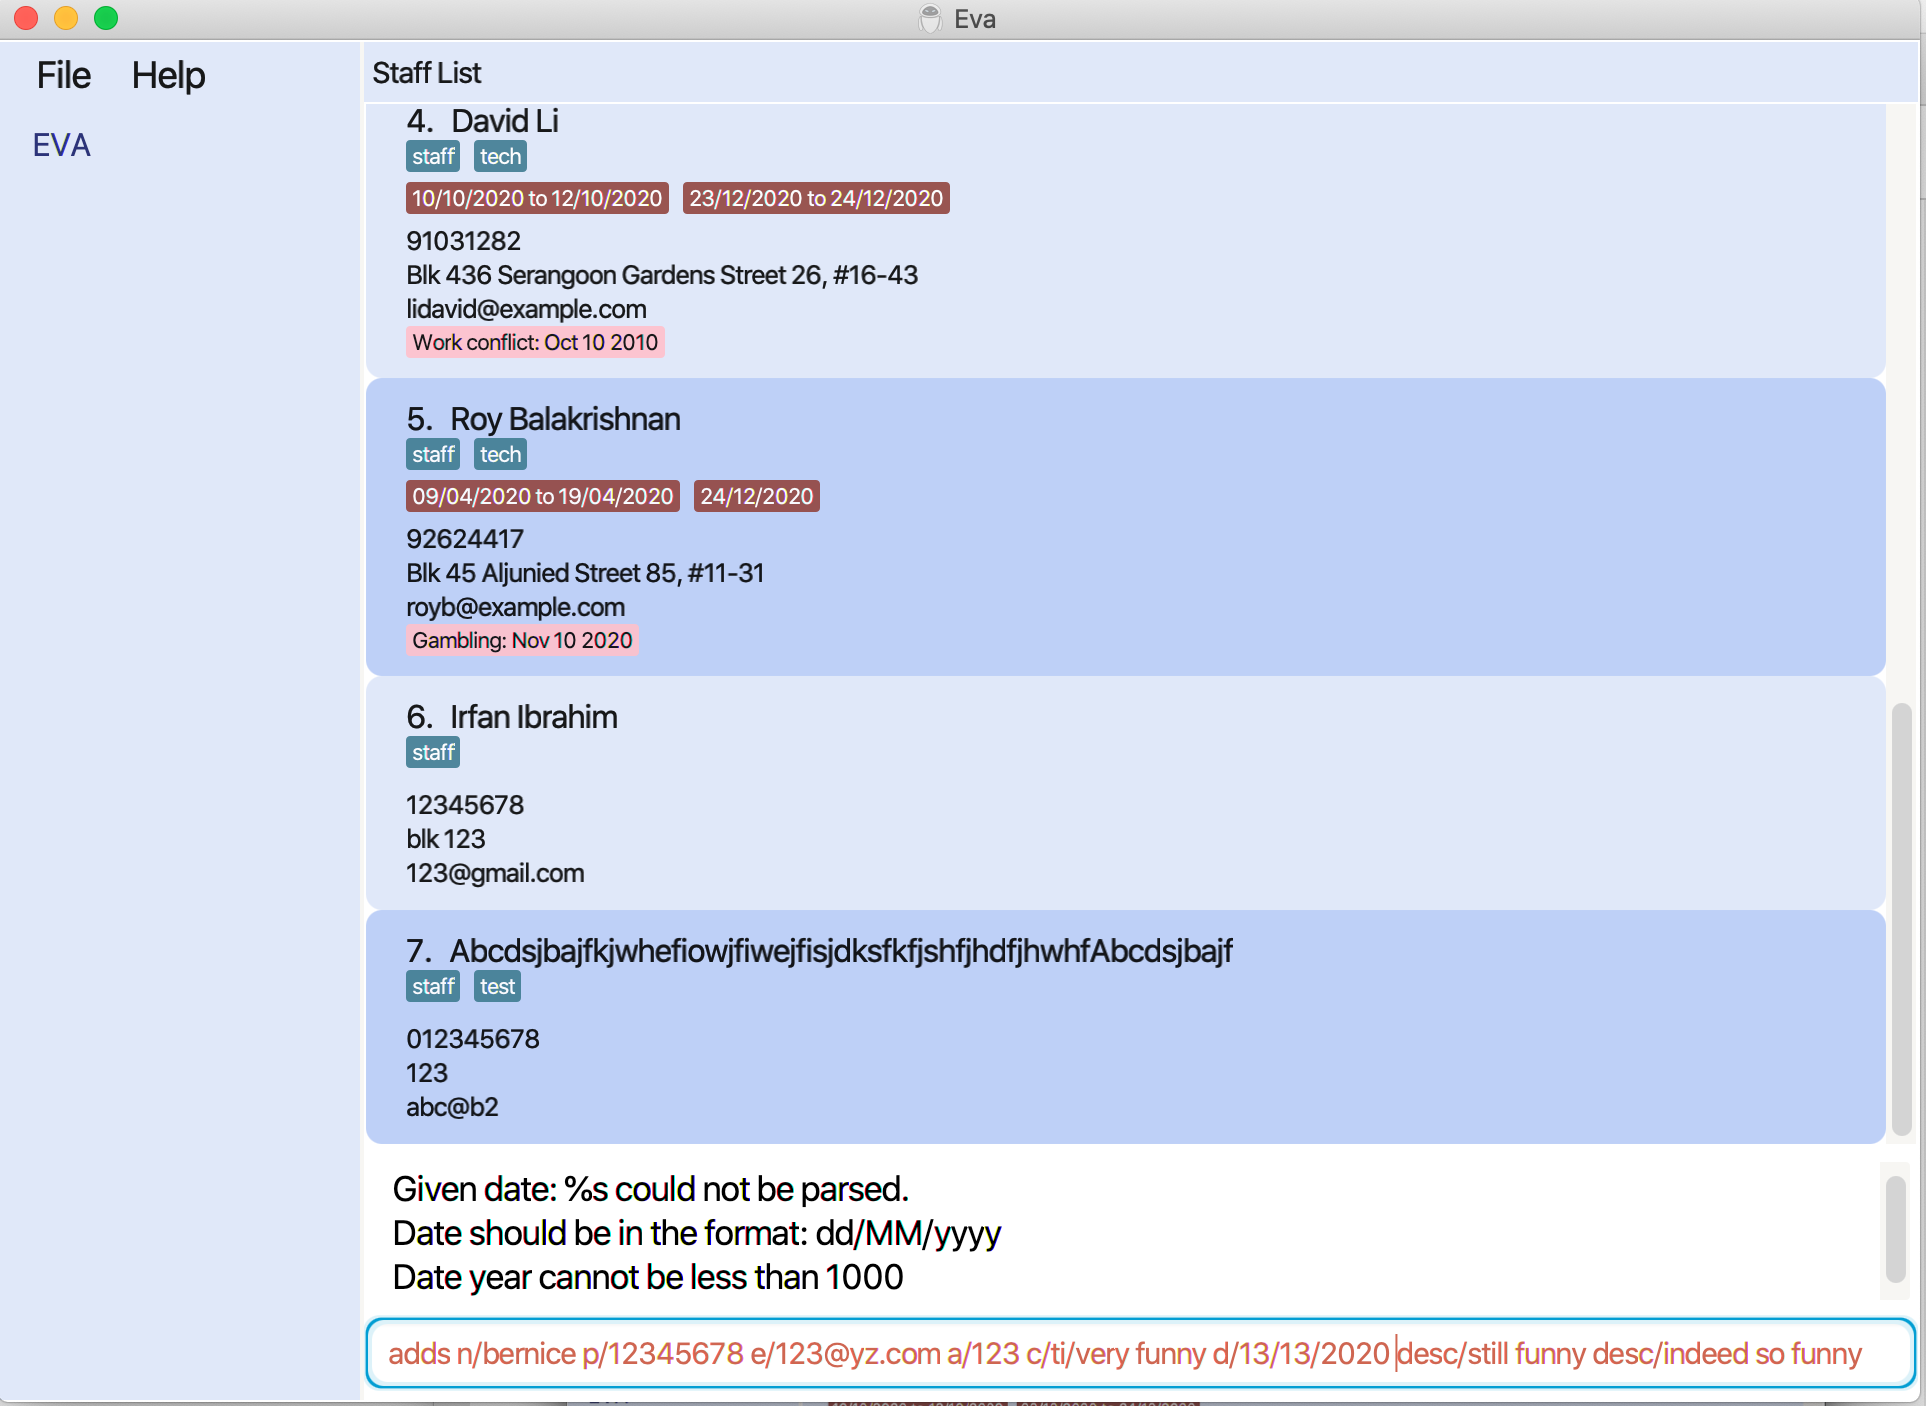 Eva
File Help
Staff List
EVA
4. David Li
staff tech
10/10/2020 to 12/10/2020 23/12/2020 to 24/12/2020
91031282
Blk 436 Serangoon Gardens Street 26, #16-43
lidavid@example.com
Work conflict: Oct 10 2010
5. Roy Balakrishnan
staff tech
09/04/2020 to 19/04/2020 24/12/2020
92624417
Blk 45 Aljunied Street 85, #11-31
royb@example.com
Gambling: Nov 10 2020
6. Irfan Ibrahim
staff
12345678
blk 123
123@gmail.com
7. AbcdsjbajfkjwhefiowjfiwejfisjdksfkfjshfjhdfjhwhfAbcdsjbajf
staff test
012345678
123
abc@b2
Given date: %s could not be parsed.
Date should be in the format: dd/MM/yyyy
Date year cannot be less than 1000
adds n/bernice p/12345678 e/123@yz.com a/123 c/ti/very funny d/13/13/2020 desc/still funny desc/indeed so funny